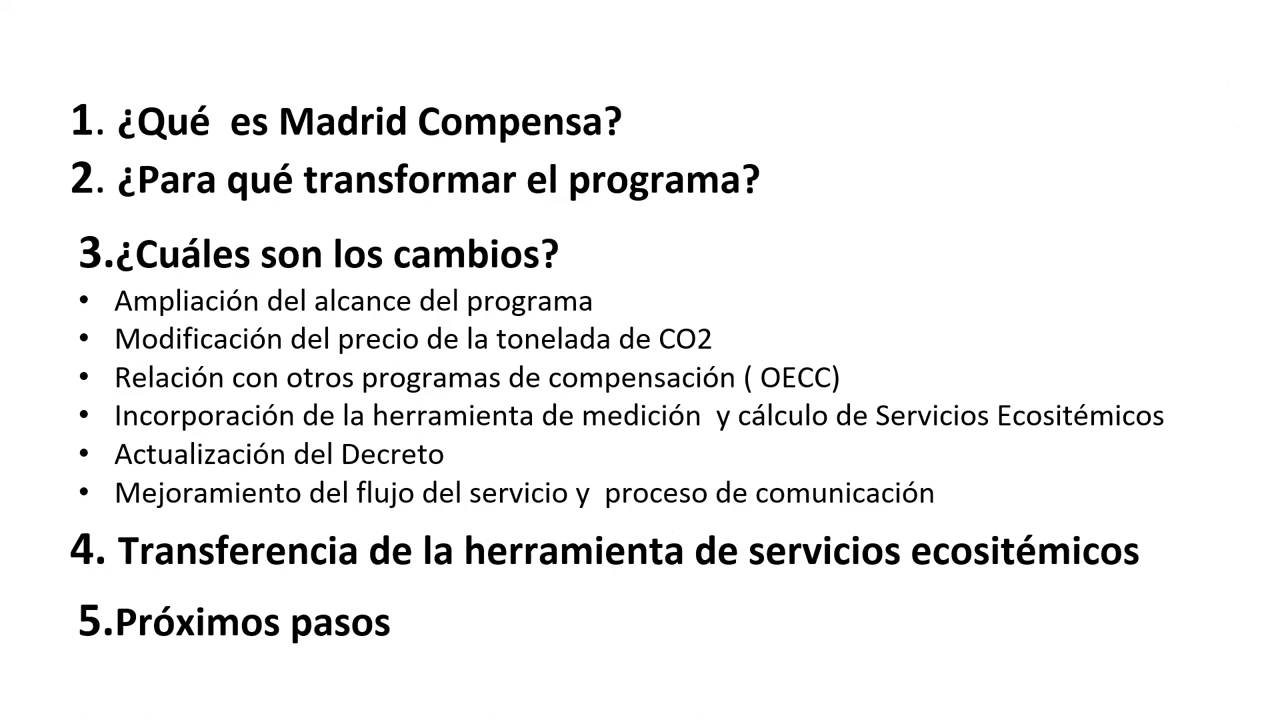 1. ¿Qué  es Madrid Compensa?
2. ¿Para qué transformar el programa?
3.¿Cuáles son los cambios?
• Ampliación del alcance del programa
• Modificación del precio de la tonelada de CO2
• Relación con otros programas de compensación ( OECC)
• Incorporación de la herramienta de medición  y cálculo de Servicios Ecositémicos
• Actualización del Decreto
• Mejoramiento del flujo del servicio y  proceso de comunicación
4. Transferencia de la herramienta de servicios ecositémicos
5.Próximos pasos